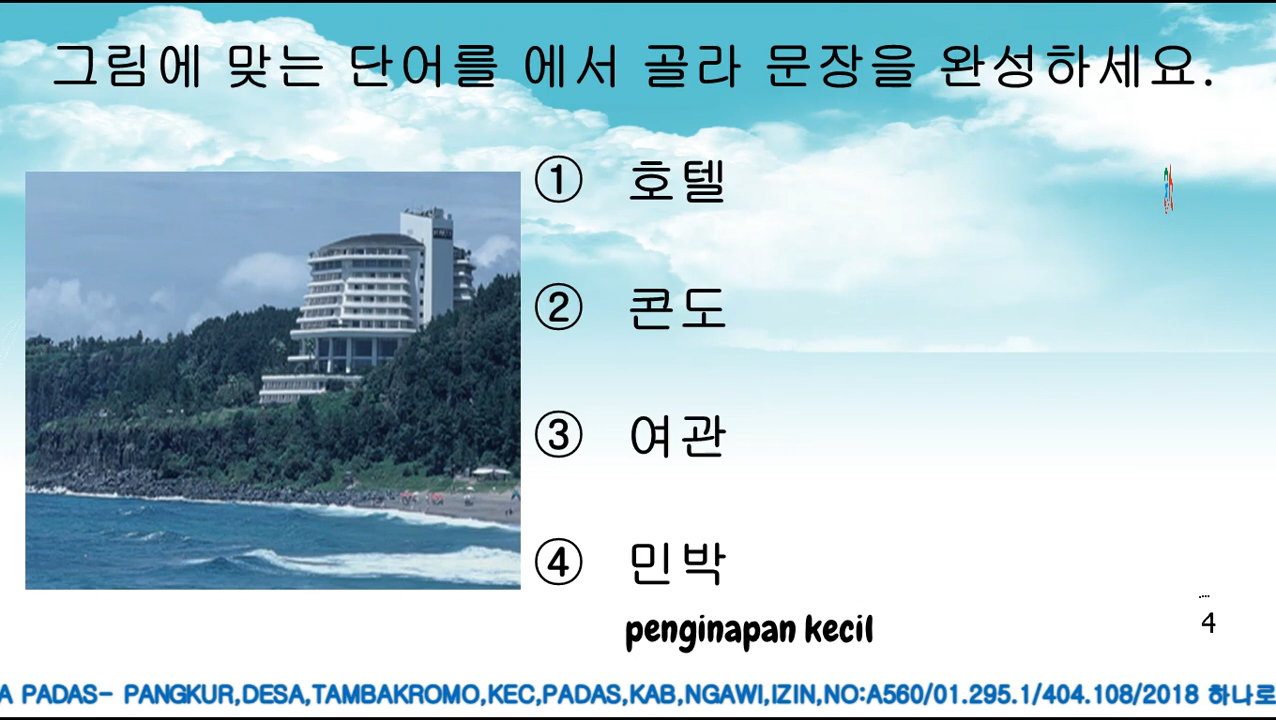 그림에 맞는 단어를 에서 골라 문장을 완성하세요.
① 호텔
② 콘도
③ 여관
④ 민박
penginapan kecil
4
A PADAS- PANGKUR,DESA,TAMBAKROMO,KEC,PADAS,KAB,NGAWI,IZIN,NO:A560/01.295.1/404.108/2018 하나로